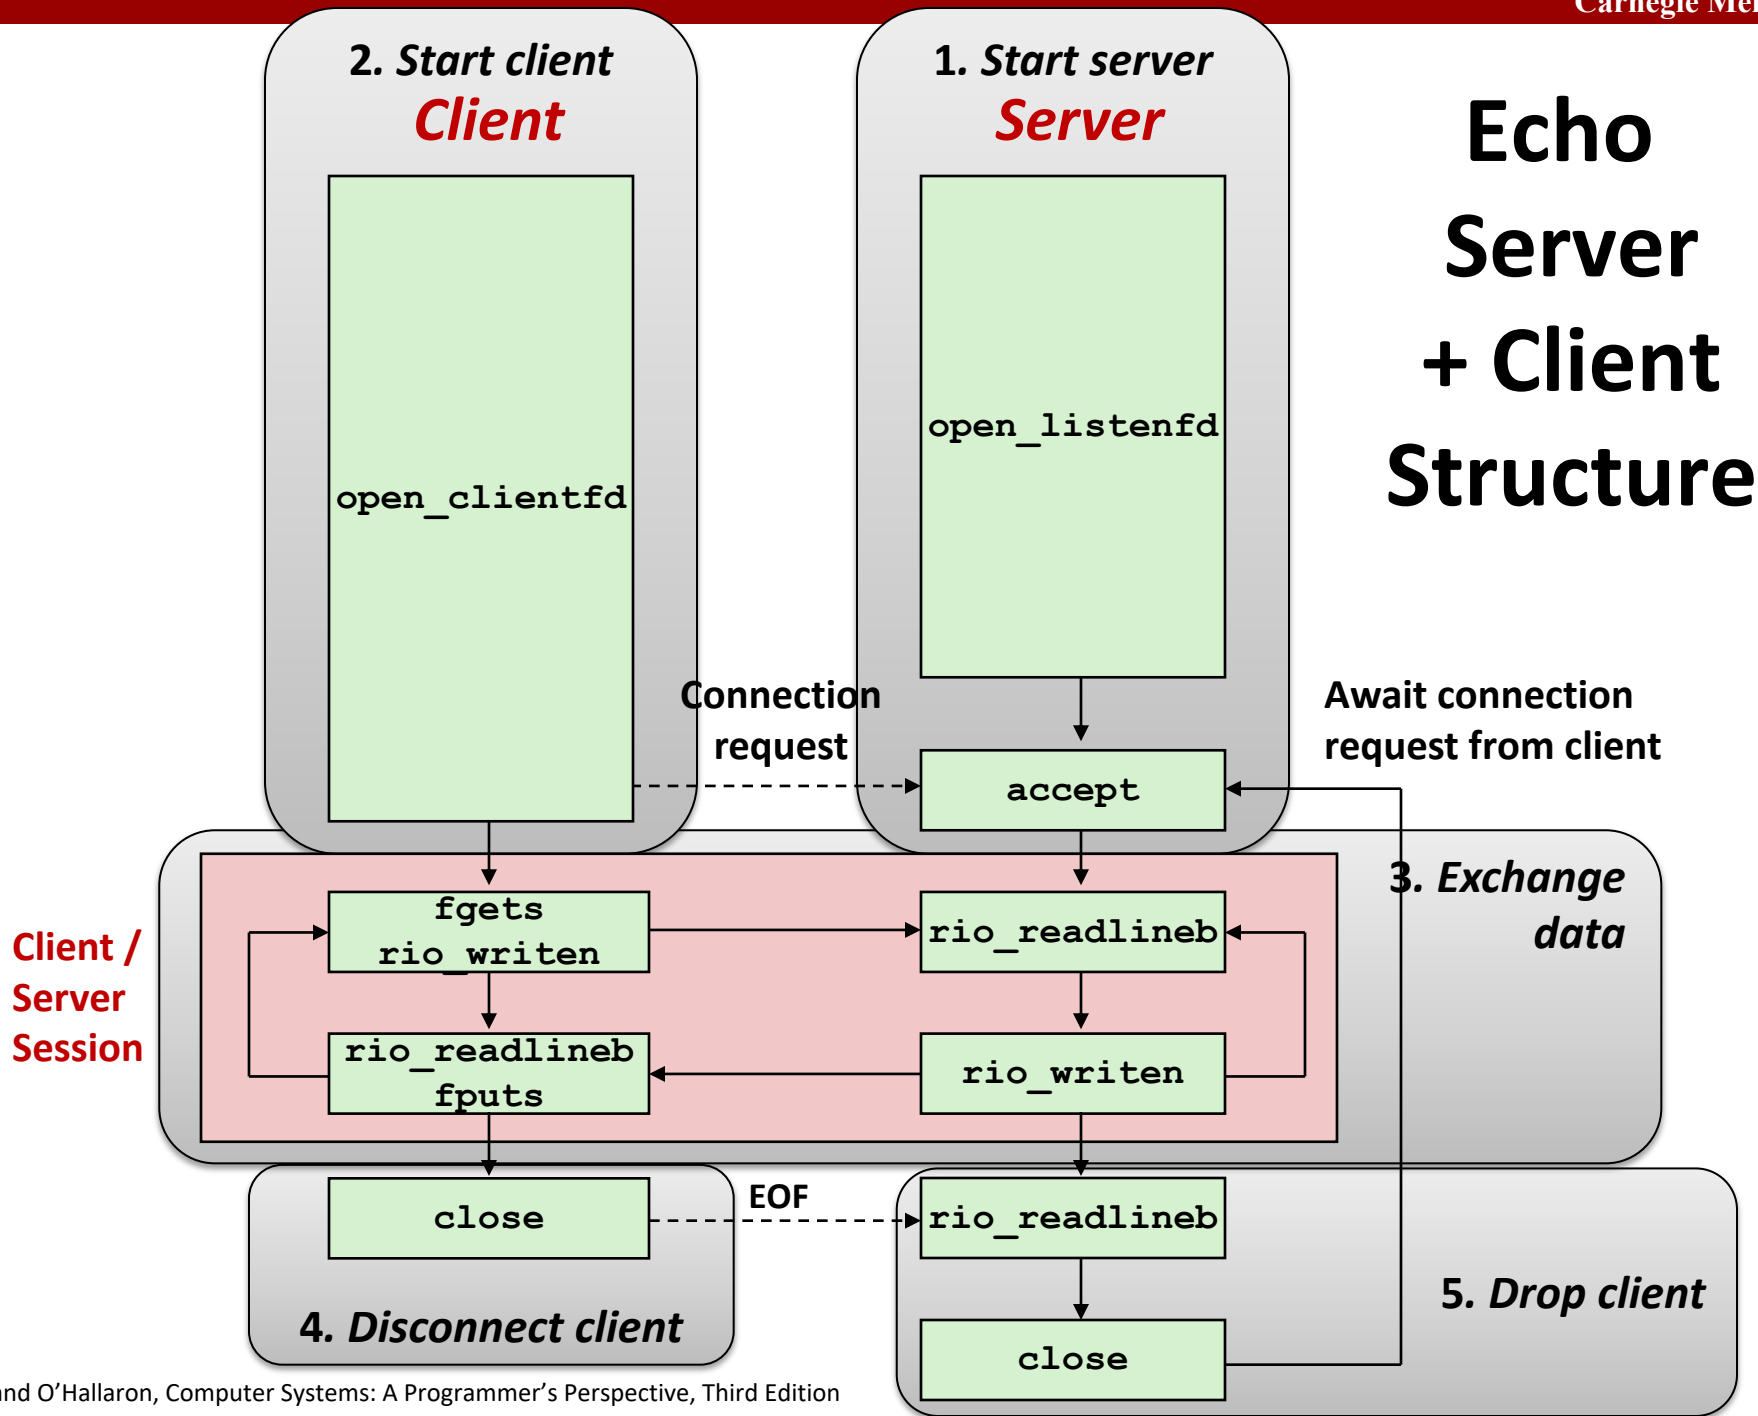 Carnegie
2. Start client
Client
1. Start server
Server
Echo
Server
+ Client
Structure
open_clientfd
open_listenfd
Connection
request
Await connection
request from client
accept
3. Exchange
data
Client /
Server
Session
fgets
rio_writen
rio_readlineb
rio_readlineb
fputs
rio_writen
close
EOF
rio_readlineb
4. Disconnect client
5. Drop client
close
and O'Hallaron, Computer Systems: A Programmer's Perspective, Third Edition